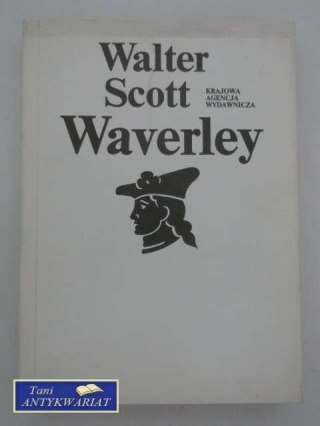 Walter
Scott
KRAJOWA
AGENCJA
WYDAWNICZA
Waverley
Tani
ANTYKWARIAT